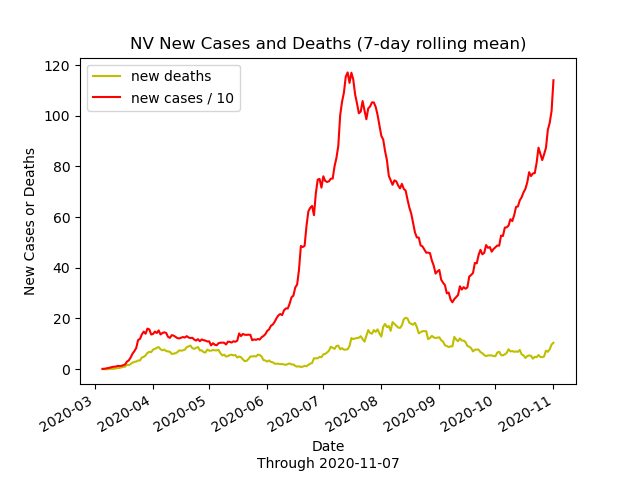 NV New Cases and Deaths (7-day rolling mean)
new deaths
new cases / 10
New Cases or Deaths
120
100
80
60
40
20
0
2020-03
2020-04
2020-05
2020-06
2020-07
2020-08
2020-09
2020-10
2020-11
Date
Through 2020-11-07